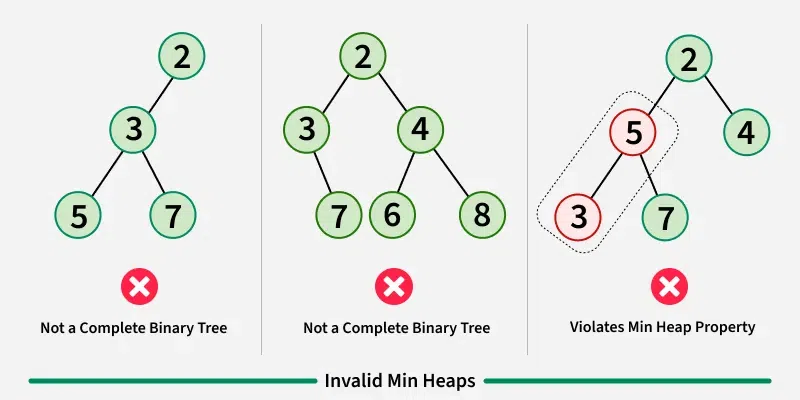 2
3
5 7
Not a Complete Binary Tree
2
3 4
7 6 8
Not a Complete Binary Tree
2
5 4
3 7
Violates Min Heap Property
Invalid Min Heaps